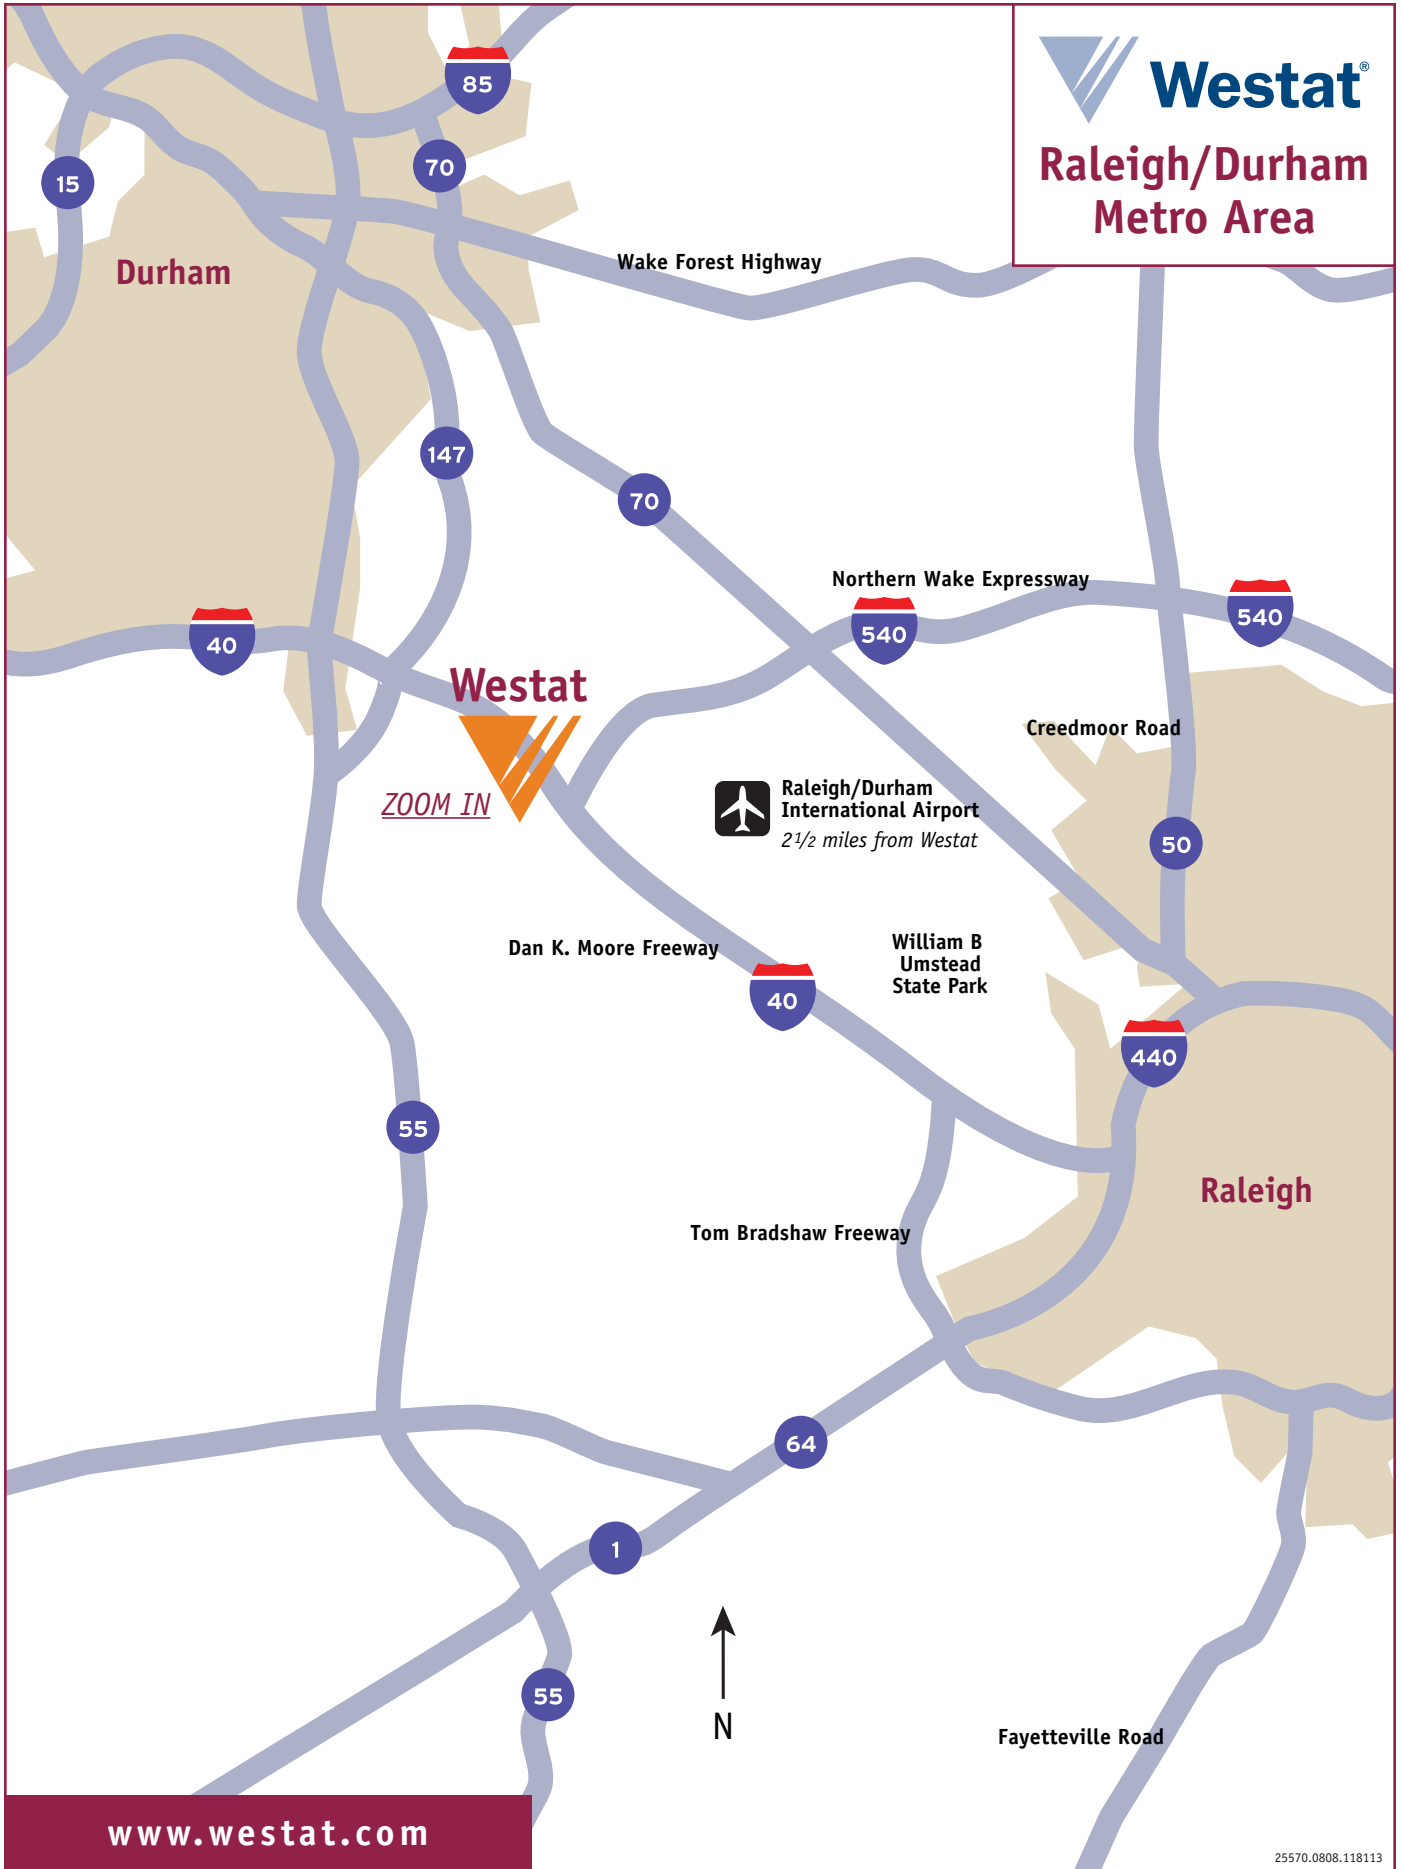 Westat®
Raleigh/Durham
Metro Area
85
70
15
Durham
Wake Forest Highway
147
70
Northern Wake Expressway
540
540
40
Westat
Creedmoor Road
ZOOM IN
Raleigh/Durham
International Airport
2 1/2 miles from Westat
50
Dan K. Moore Freeway
William B
Umstead
State Park
40
440
55
Raleigh
Tom Bradshaw Freeway
64
1
55
N
Fayetteville Road
www.westat.com
25570.0808.118113